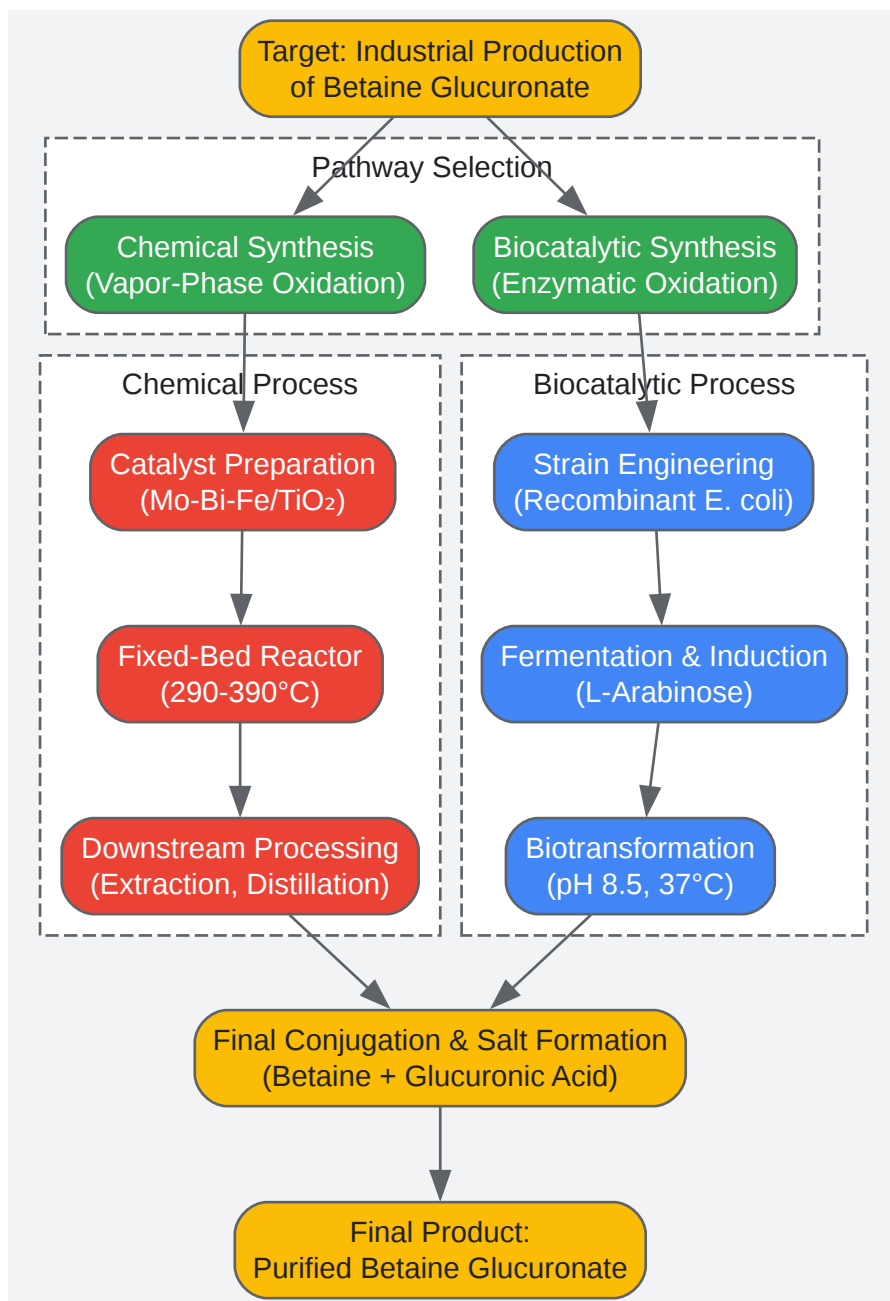 Target: Industrial Production
of Betaine Glucuronate
Pathway Selection
Chemical Synthesis
(Vapor-Phase Oxidation)
Biocatalytic Synthesis
(Enzymatic Oxidation)
Chemical Process
Catalyst Preparation
(Mo-Bi-Fe/TiO₂)
Fixed-Bed Reactor
(290-390°C)
Downstream Processing
(Extraction, Distillation)
Biocatalytic Process
Strain Engineering
(Recombinant E. coli)
Fermentation & Induction
(L-Arabinose)
Biotransformation
(pH 8.5, 37°C)
Final Conjugation & Salt Formation
(Betaine + Glucuronic Acid)
Final Product:
Purified Betaine Glucuronate